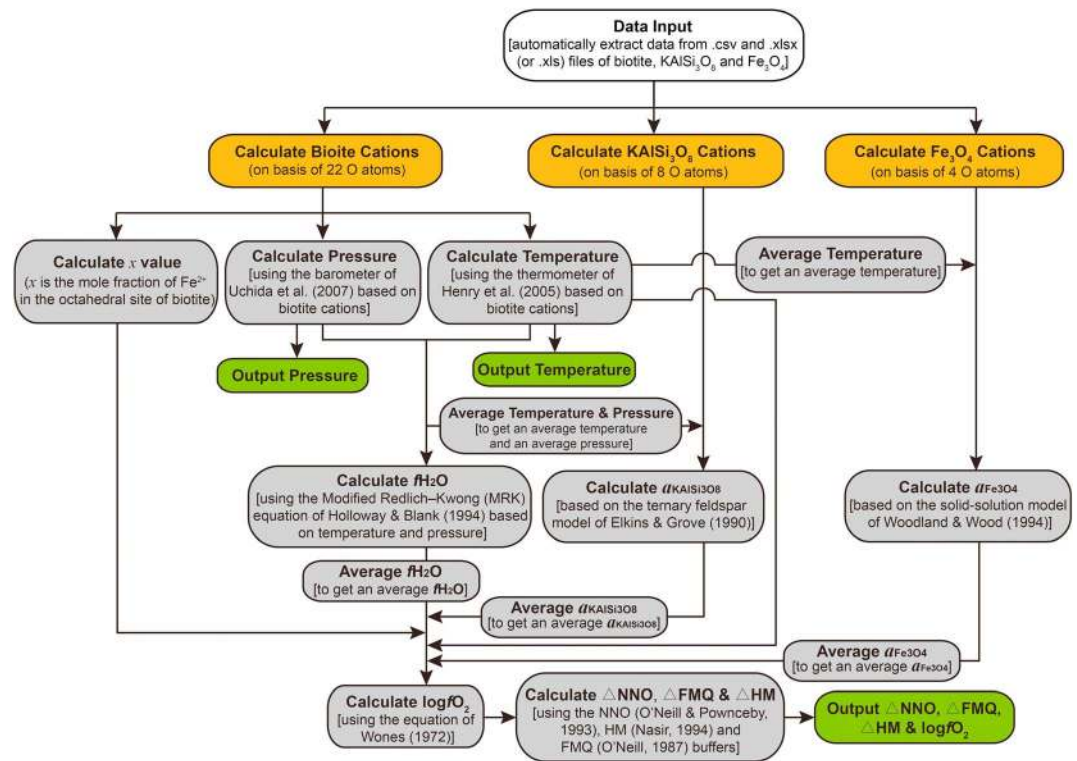 Data Input
[automatically extract data from .csv and .xlsx
(or .xls) files of biotite, KAlSi₃O₈ and Fe₃O₄]
Calculate Bioite Cations
(on basis of 22 O atoms)
Calculate KAlSi₃O₈ Cations
(on basis of 8 O atoms)
Calculate Fe₃O₄ Cations
(on basis of 4 O atoms)
Calculate x value
(x is the mole fraction of Fe²⁺
in the octahedral site of biotite)
Calculate Pressure
[using the barometer of
Uchida et al. (2007) based on
biotite cations]
Calculate Temperature
[using the thermometer of
Henry et al. (2005) based on
biotite cations]
Average Temperature
[to get an average temperature]
Output Pressure
Output Temperature
Average Temperature & Pressure
[to get an average temperature
and an average pressure]
Calculate fH₂O
[using the Modified Redlich–Kwong (MRK)
equation of Holloway & Blank (1994) based
on temperature and pressure]
Calculate aKAlSi3O8
[based on the ternary feldspar
model of Elkins & Grove (1990)]
Calculate aFe3O4
[based on the solid-solution model
of Woodland & Wood (1994)]
Average fH₂O
[to get an average fH₂O]
Average aKAlSi3O8
[to get an average aKAlSi3O8]
Average aFe3O4
[to get an average aFe3O4]
Calculate logfO₂
[using the equation of
Wones (1972)]
Calculate △NNO, △FMQ & △HM
[using the NNO (O'Neill & Pownceby,
1993), HM (Nasir, 1994) and
FMQ (O'Neill, 1987) buffers]
Output △NNO, △FMQ,
△HM & logfO₂